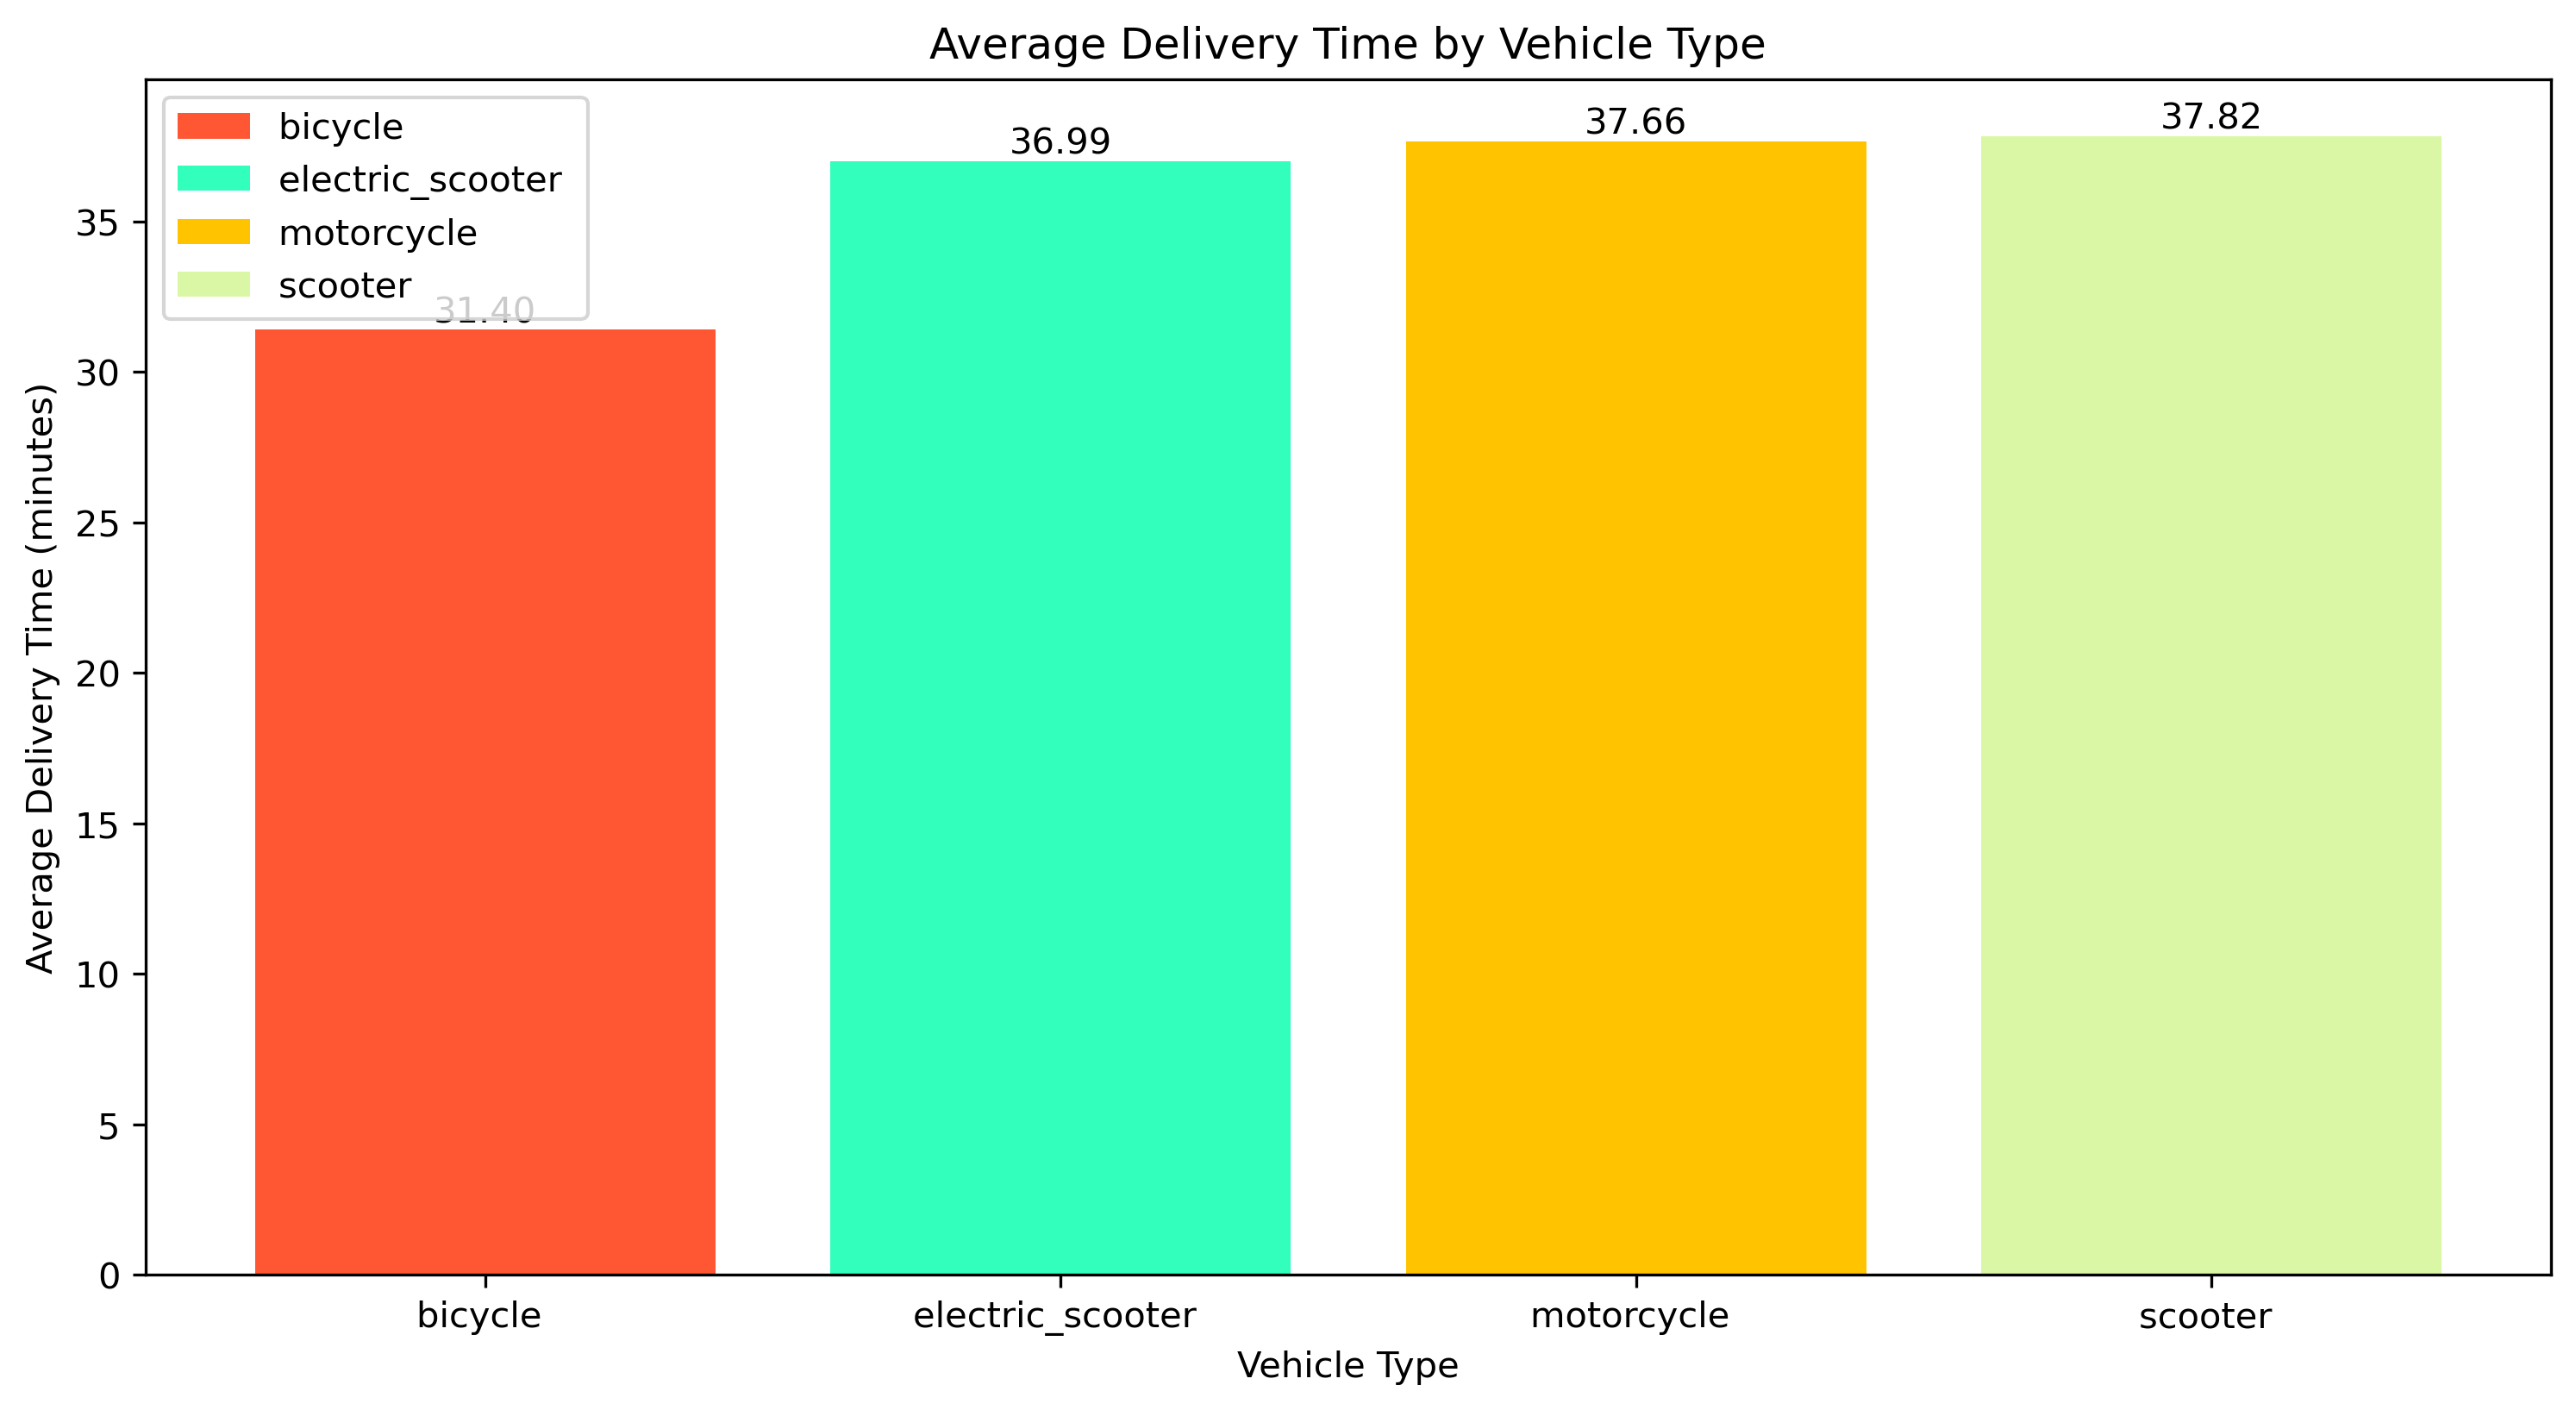 Average Delivery Time by Vehicle Type
bicycle
electric_scooter
motorcycle
scooter
31.40
36.99
37.66
37.82
35
30
25
20
15
10
5
0
Average Delivery Time (minutes)
bicycle
electric_scooter
motorcycle
scooter
Vehicle Type